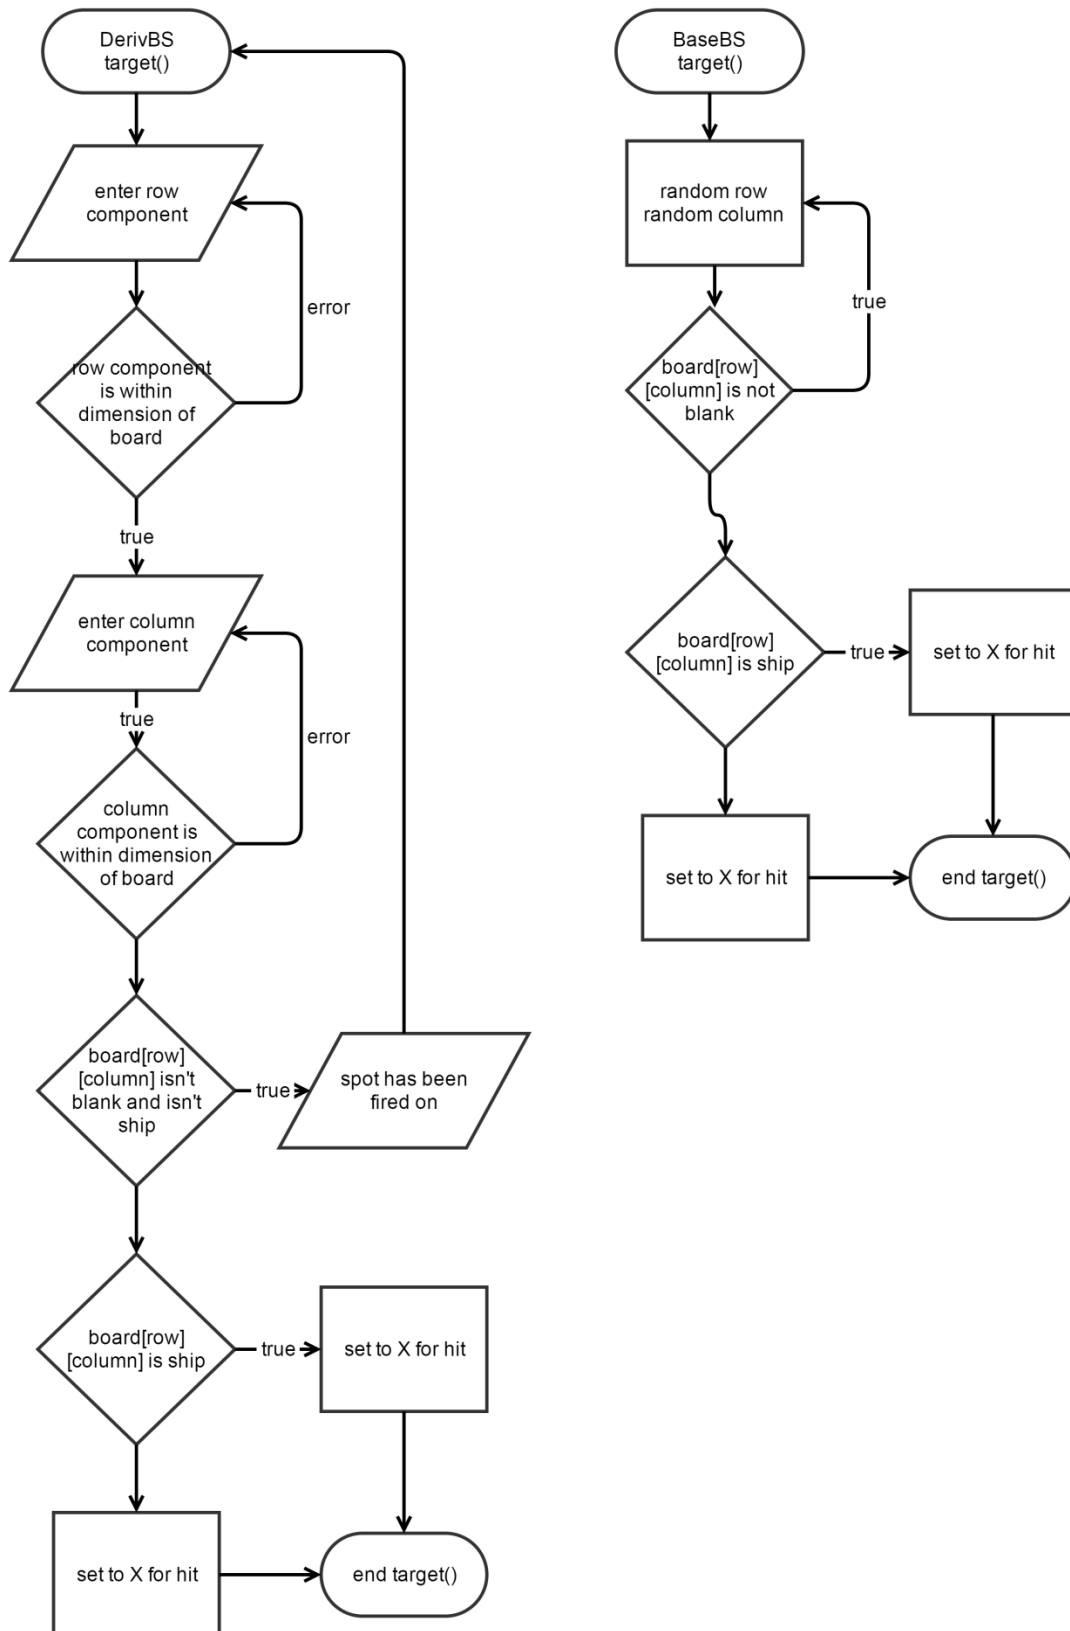 DerivBS
target()
enter row
component
error
row component
is within
dimension of
board
true
enter column
component
true
error
column
component is
within dimension
of board
board[row]
[column] isn't
blank and isn't
ship
true
spot has been
fired on
board[row]
[column] is ship
true
set to X for hit
set to X for hit
end target()
BaseBS
target()
random row
random column
true
board[row]
[column] is not
blank
board[row]
[column] is ship
true
set to X for hit
set to X for hit
end target()